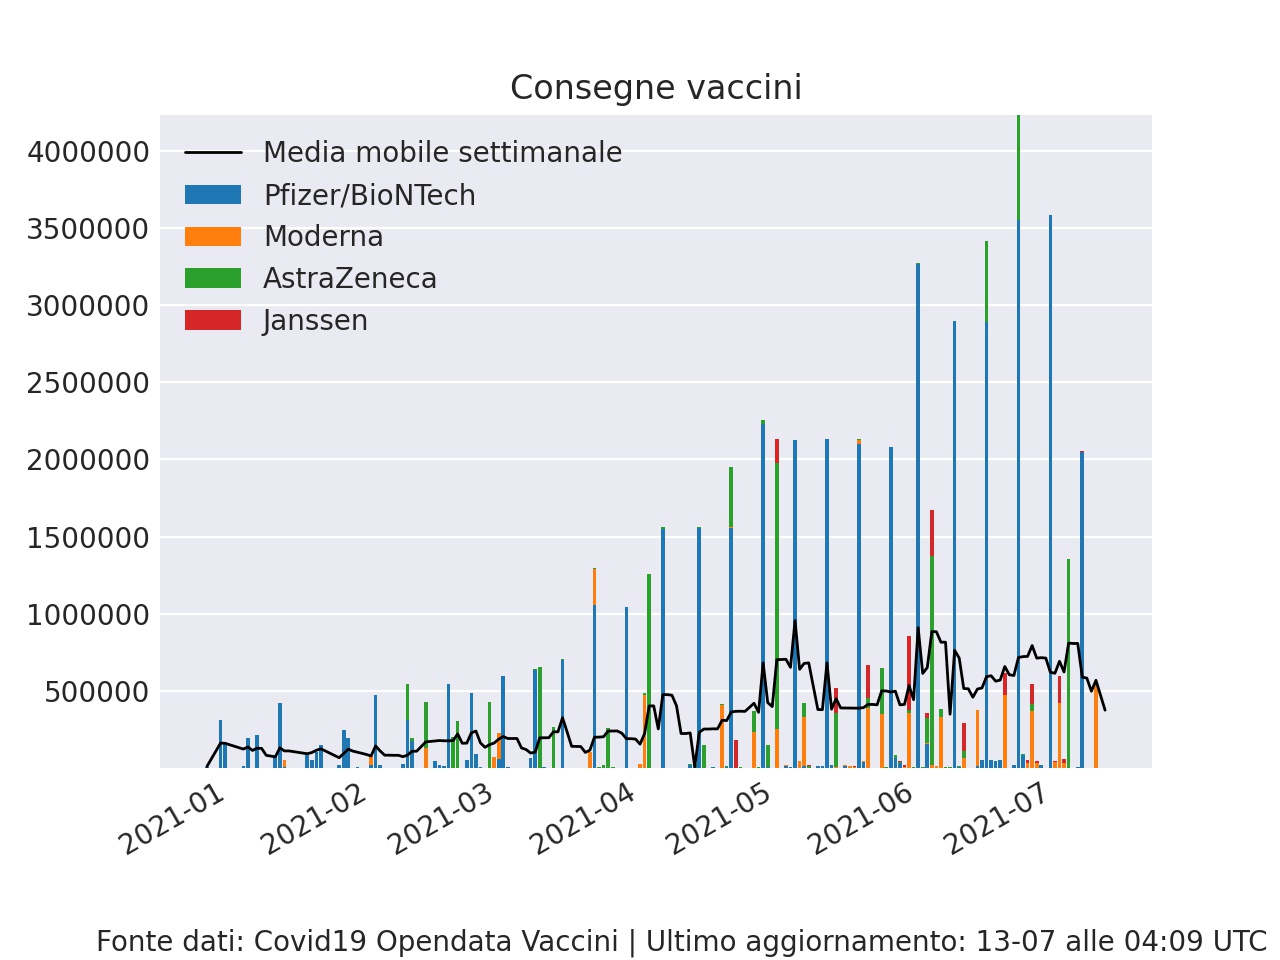 Consegne vaccini
4000000
3500000
3000000
2500000
2000000
1500000
1000000
500000
Media mobile settimanale
Pfizer/BioNTech
Moderna
AstraZeneca
Janssen
2021-01
2021-02
2021-03
2021-04
2021-05
2021-06
2021-07
Fonte dati: Covid19 Opendata Vaccini | Ultimo aggiornamento: 13-07 alle 04:09 UTC